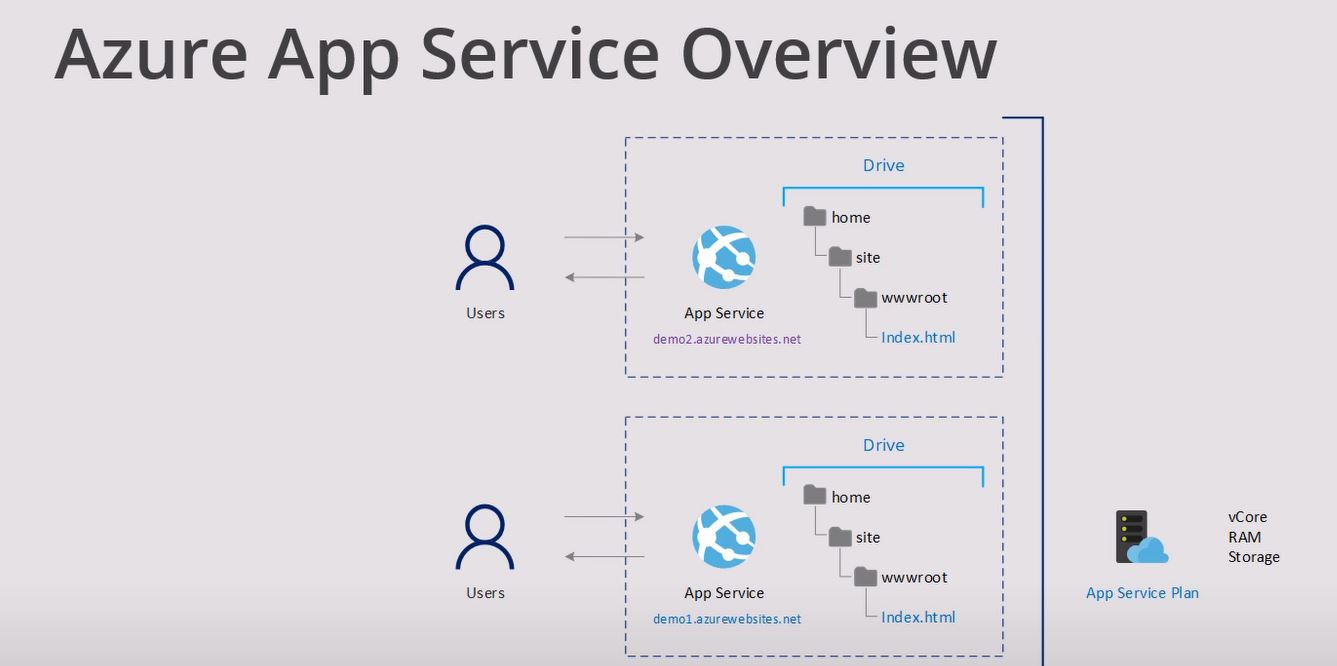 Azure App Service Overview
Drive
home
site
wwwroot
Index.html
Users
App Service
demo2.azurewebsites.net
Drive
home
site
wwwroot
Index.html
Users
App Service
demo1.azurewebsites.net
vCore
RAM
Storage
App Service Plan